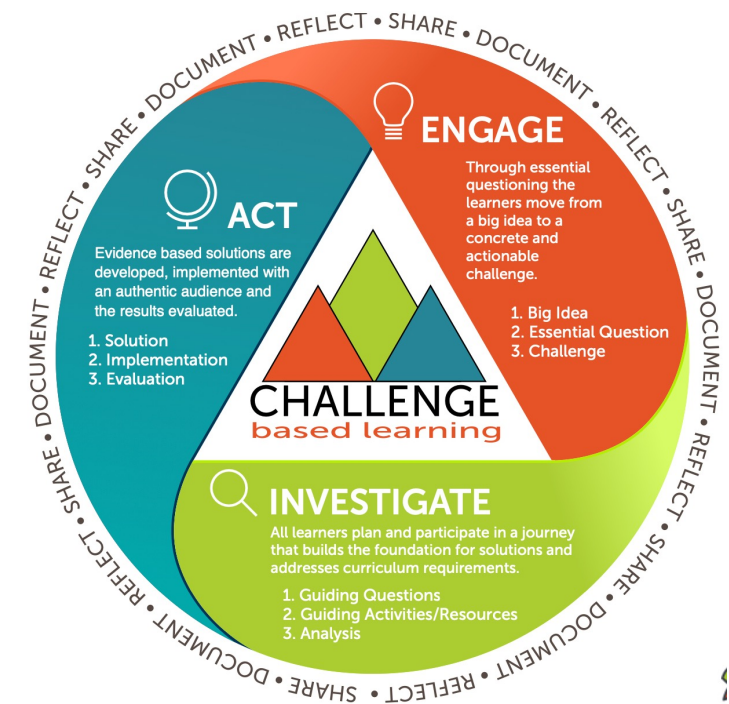 DOCUMENT • REFLECT • SHARE • DOCUMENT • REFLECT • SHARE • DOCUMENT • REFLECT • SHARE • DOCUMENT • REFLECT • SHARE • DOCUMENT • REFLECT • SHARE • DOCUMENT • REFLECT • SHARE •
ENGAGE
Through essential
questioning the
learners move from
a big idea to a
concrete and
actionable
challenge.
1. Big Idea
2. Essential Question
3. Challenge
INVESTIGATE
All learners plan and participate in a journey
that builds the foundation for solutions and
addresses curriculum requirements.
1. Guiding Questions
2. Guiding Activities/Resources
3. Analysis
ACT
Evidence based solutions are
developed, implemented with
an authentic audience and
the results evaluated.
1. Solution
2. Implementation
3. Evaluation
CHALLENGE
based learning